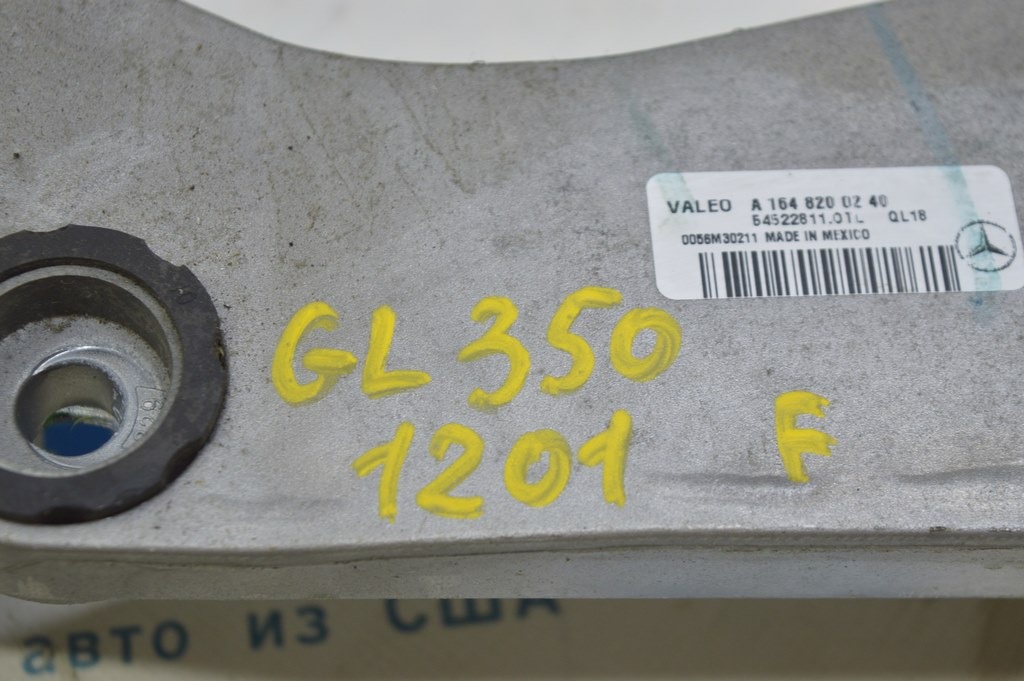 VALEO A 164 820 02 40
54522811.01L QL18
0056M30211 MADE IN MEXICO
GL 350
1201 F
авто из США